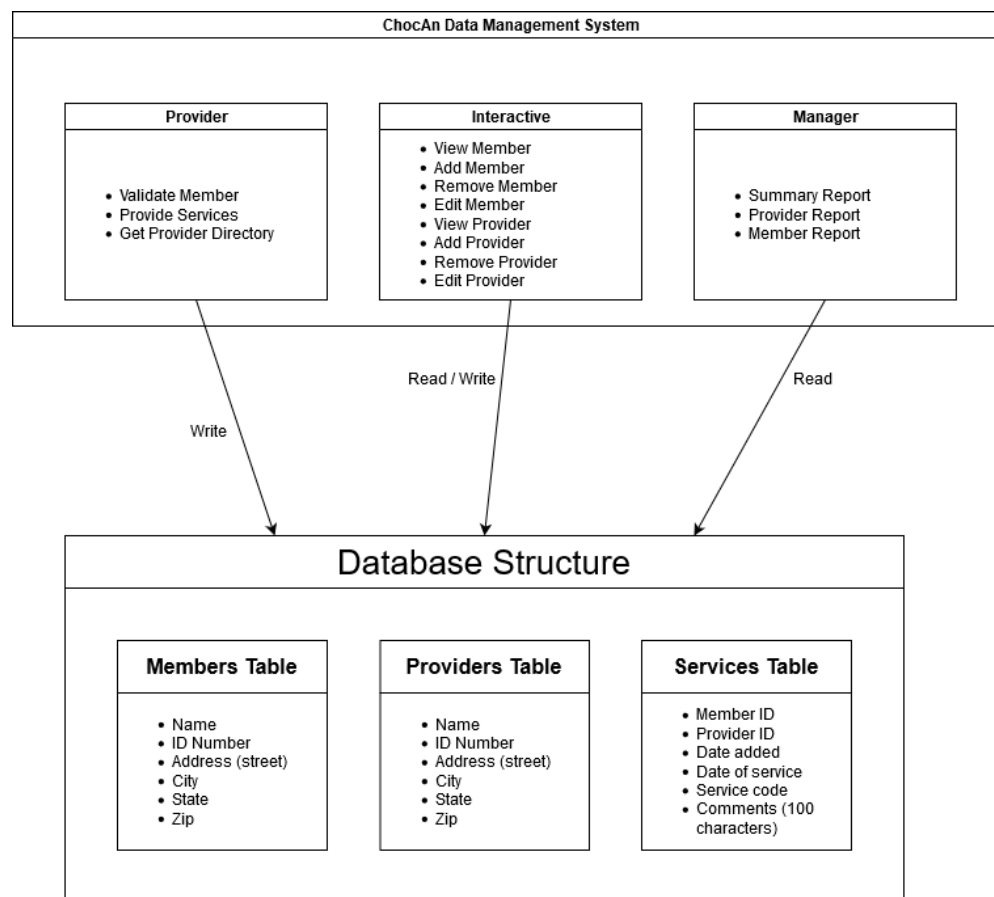 ChocAn Data Management System
Provider
Validate Member
Provide Services
Get Provider Directory
Interactive
View Member
Add Member
Remove Member
Edit Member
View Provider
Add Provider
Remove Provider
Edit Provider
Manager
Summary Report
Provider Report
Member Report
Write
Read / Write
Read
Database Structure
Members Table
Name
ID Number
Address (street)
City
State
Zip
Providers Table
Name
ID Number
Address (street)
City
State
Zip
Services Table
Member ID
Provider ID
Date added
Date of service
Service code
Comments (100
characters)